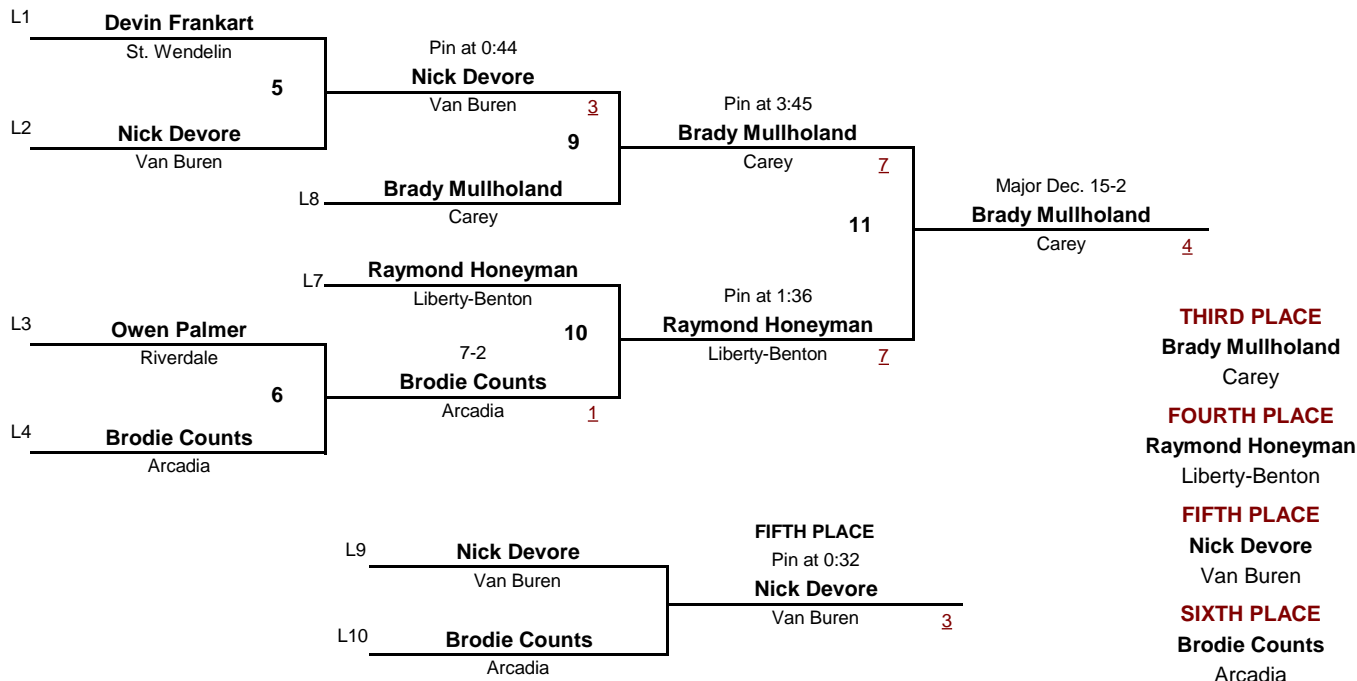 L1
Devin Frankart
St. Wendelin
5
L2
Nick Devore
Van Buren
Pin at 0:44
Nick Devore
Van Buren
3
9
L8
Brady Mullholand
Carey
Pin at 3:45
Brady Mullholand
Carey
7
11
Major Dec. 15-2
Brady Mullholand
Carey
4
L7
Raymond Honeyman
Liberty-Benton
10
Pin at 1:36
Raymond Honeyman
Liberty-Benton
7
L3
Owen Palmer
Riverdale
6
7-2
Brodie Counts
Arcadia
1
L4
Brodie Counts
Arcadia
THIRD PLACE
Brady Mullholand
Carey
FOURTH PLACE
Raymond Honeyman
Liberty-Benton
FIFTH PLACE
Nick Devore
Van Buren
SIXTH PLACE
Brodie Counts
Arcadia
L9
Nick Devore
Van Buren
FIFTH PLACE
Pin at 0:32
Nick Devore
Van Buren
3
L10
Brodie Counts
Arcadia